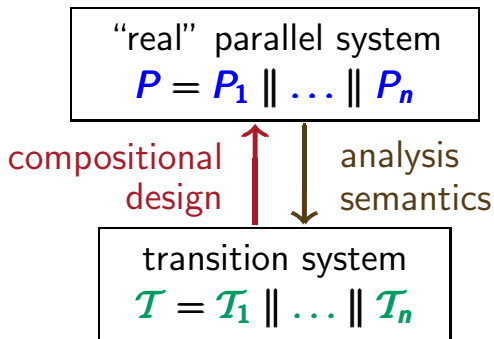 “real” parallel system
P = P₁ ∥ … ∥ Pₙ
compositional design
analysis semantics
transition system
𝒯 = 𝒯₁ ∥ … ∥ 𝒯ₙ